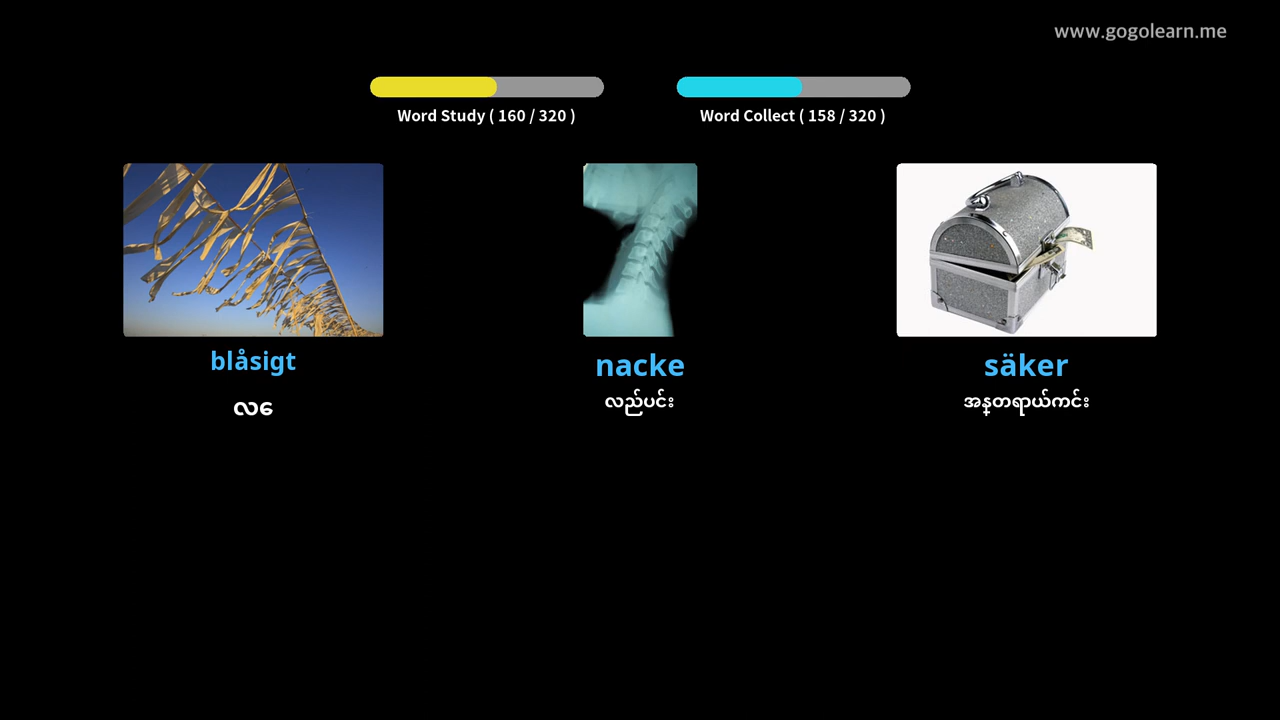 www.gogolearn.me
Word Study ( 160 / 320 )
Word Collect ( 158 / 320 )
blåsigt
လေ
nacke
လည်ပင်း
säker
အန္တရာယ်ကင်း